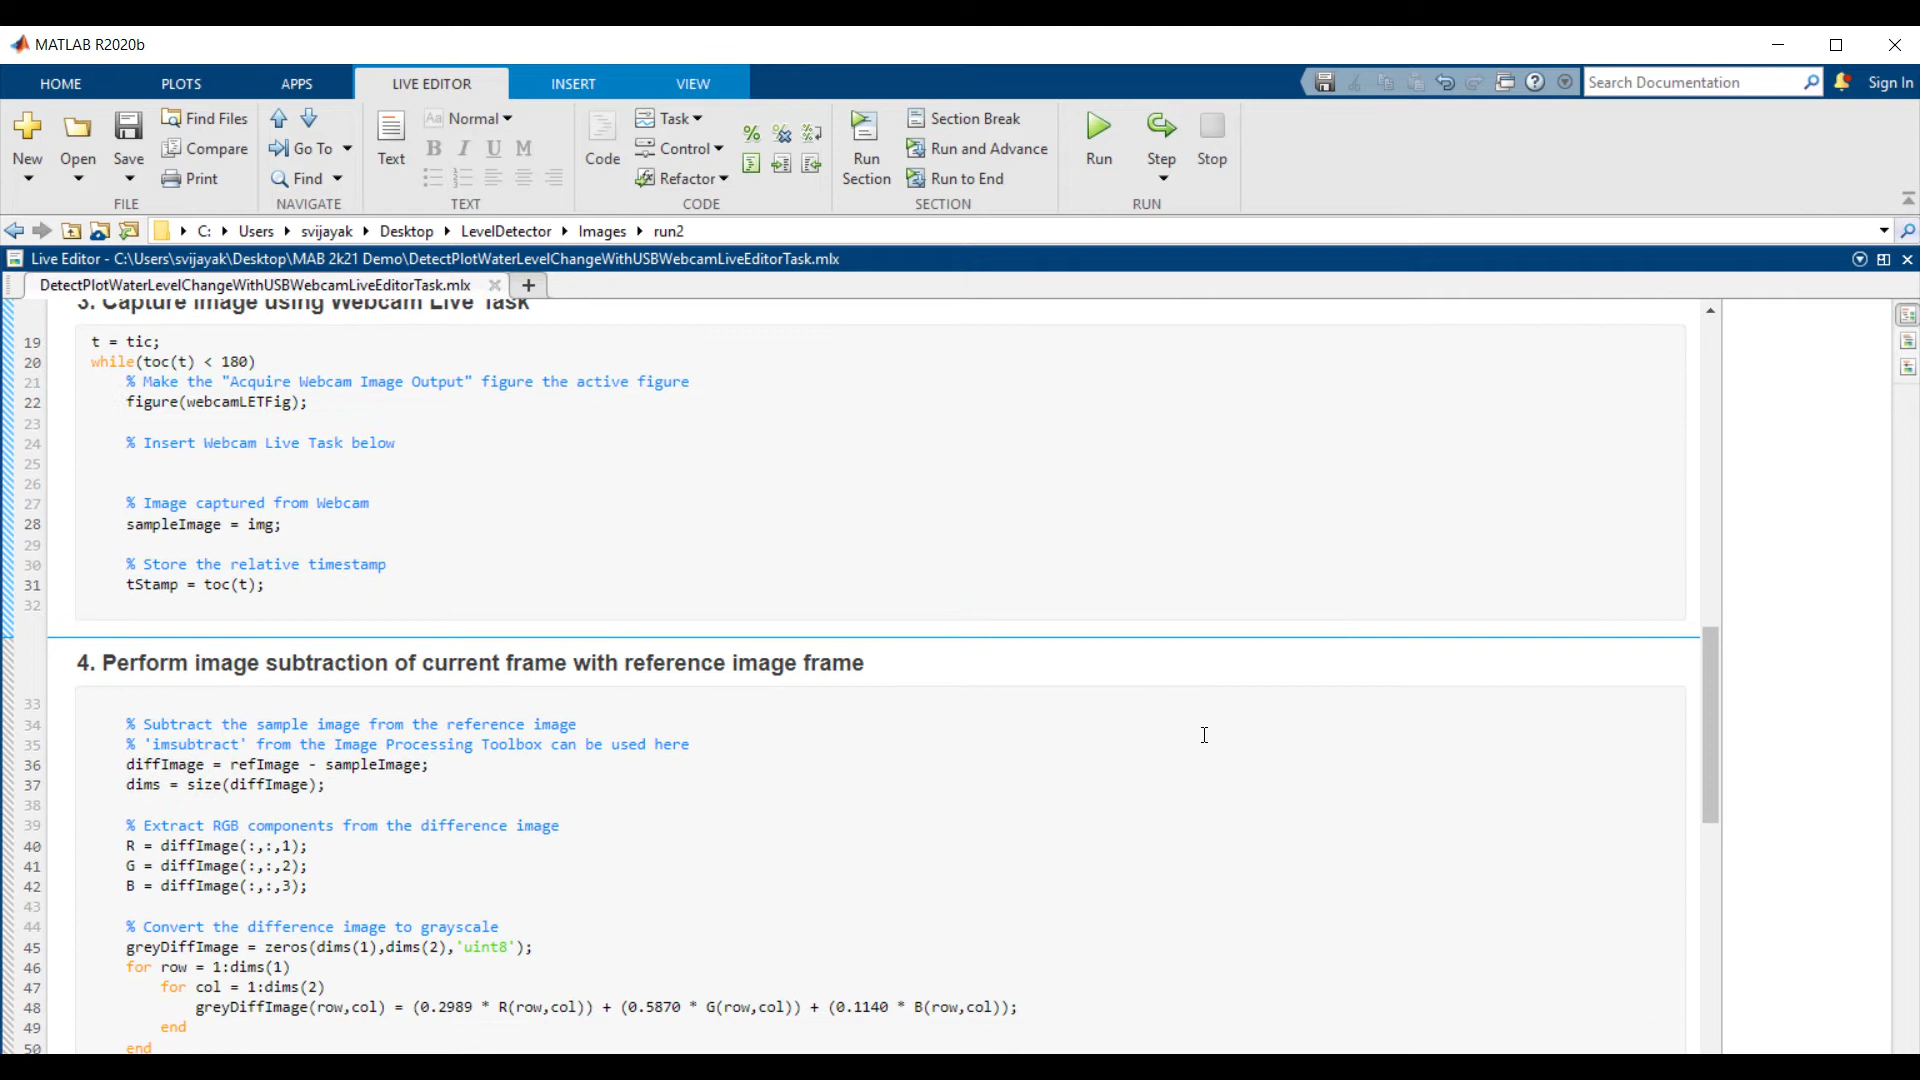 MATLAB R2020b
HOME PLOTS APPS LIVE EDITOR INSERT VIEW
Search Documentation
Sign In
New
Open
Save
Find Files
Compare
Print
FILE
Go To
Find
NAVIGATE
Text
Aa Normal
B I U M
TEXT
Code
Task
Control
Refactor
CODE
Run
Section
Section Break
Run and Advance
Run to End
SECTION
Run
Step
Stop
RUN
C: Users svijayak Desktop LevelDetector Images run2
Live Editor - C:\Users\svijayak\Desktop\MAB 2k21 Demo\DetectPlotWaterLevelChangeWithUSBWebcamLiveEditorTask.mlx
DetectPlotWaterLevelChangeWithUSBWebcamLiveEditorTask.mlx
3. Capture image using Webcam Live Task
19 t = tic;
20 while(toc(t) < 180)
21 % Make the "Acquire Webcam Image Output" figure the active figure
22 figure(webcamLETFig);
23
24 % Insert Webcam Live Task below
25
26
27 % Image captured from Webcam
28 sampleImage = img;
29
30 % Store the relative timestamp
31 tStamp = toc(t);
32
4. Perform image subtraction of current frame with reference image frame
33
34 % Subtract the sample image from the reference image
35 % 'imsubtract' from the Image Processing Toolbox can be used here
36 diffImage = refImage - sampleImage;
37 dims = size(diffImage);
38
39 % Extract RGB components from the difference image
40 R = diffImage(:,:,1);
41 G = diffImage(:,:,2);
42 B = diffImage(:,:,3);
43
44 % Convert the difference image to grayscale
45 greyDiffImage = zeros(dims(1),dims(2),'uint8');
46 for row = 1:dims(1)
47 for col = 1:dims(2)
48 greyDiffImage(row,col) = (0.2989 * R(row,col)) + (0.5870 * G(row,col)) + (0.1140 * B(row,col));
49 end
50 end